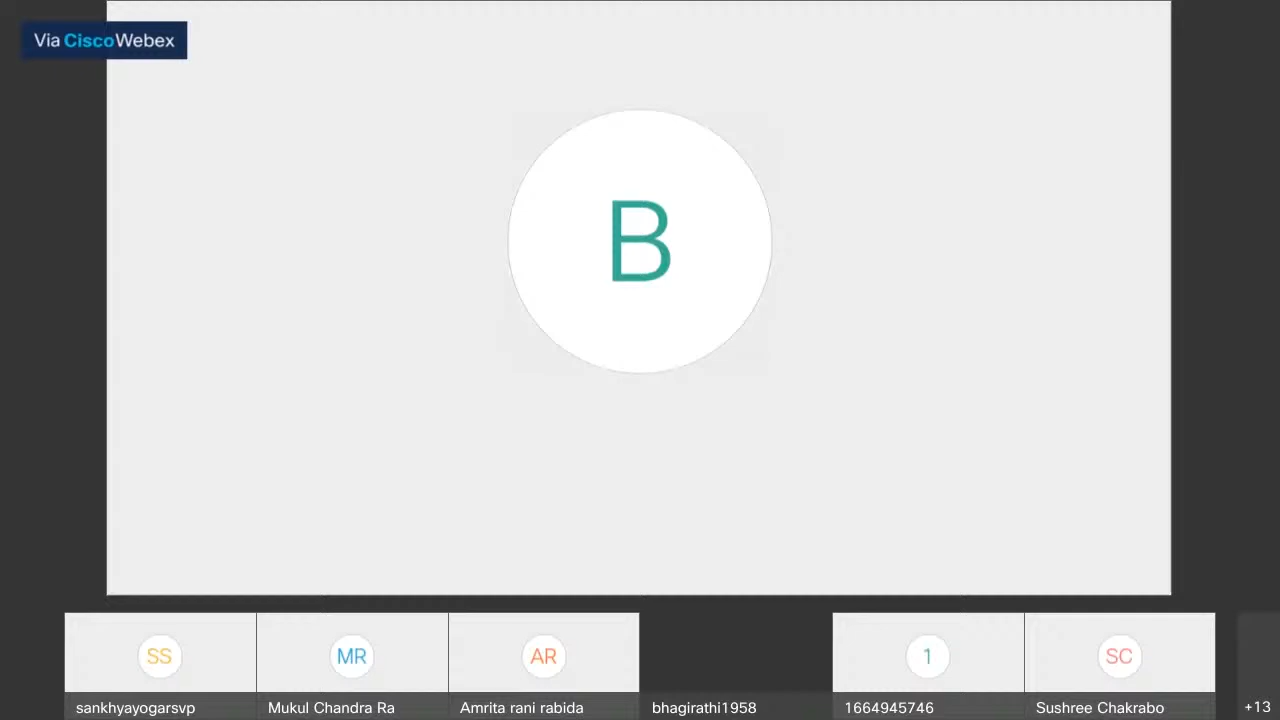 Via CiscoWebex
B
SS
MR
AR
1
SC
sankhyayogarsvp
Mukul Chandra Ra
Amrita rani rabida
bhagirathi1958
1664945746
Sushree Chakrabo
+13